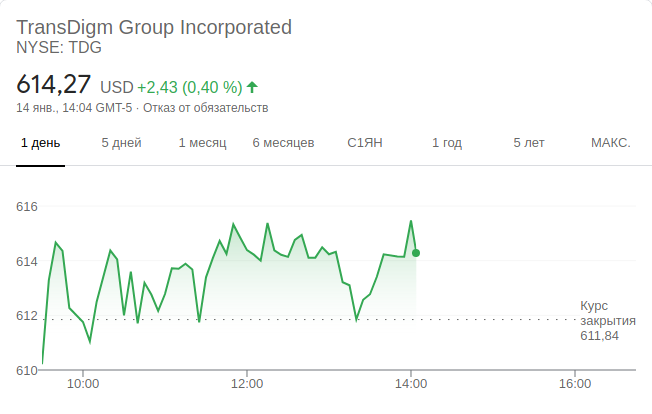 TransDigm Group Incorporated
NYSE: TDG
614,27 USD +2,43 (0,40 %)
14 янв., 14:04 GMT-5 · Отказ от обязательств
1 день 5 дней 1 месяц 6 месяцев С1ЯН 1 год 5 лет МАКС.
616
614
612
Курс
закрытия
611,84
610
10:00 12:00 14:00 16:00